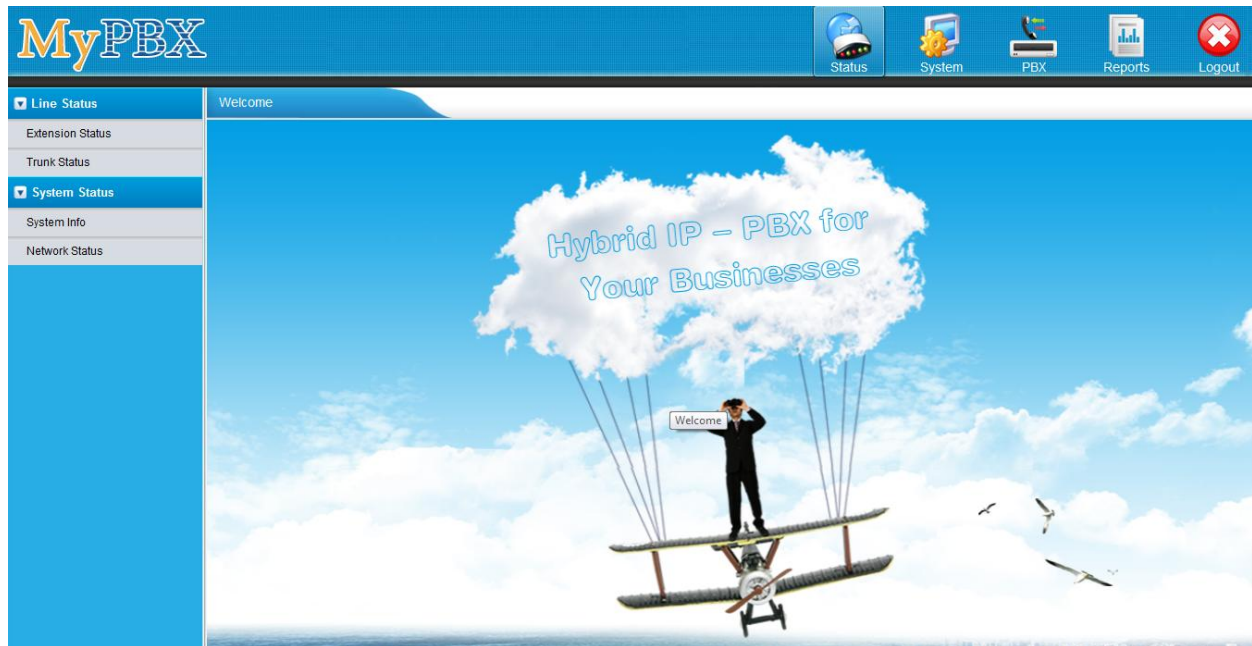 MyPBX
Status
System
PBX
Reports
Logout
Line Status
Extension Status
Trunk Status
System Status
System Info
Network Status
Welcome
Hybrid IP – PBX for
Your Businesses
Welcome